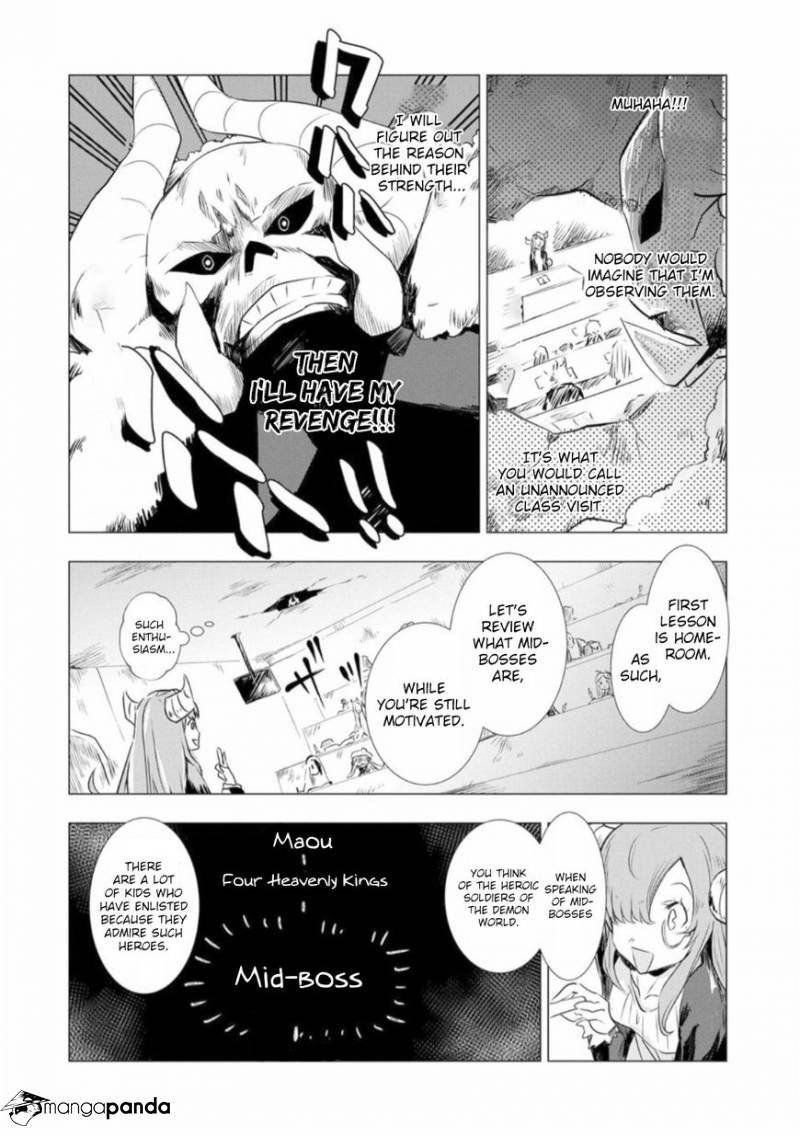 MUHAHA!!!
NOBODY WOULD
IMAGINE THAT I'M
OBSERVING THEM.
IT'S WHAT
YOU WOULD CALL
AN UNANNOUNCED
CLASS VISIT.
I WILL
FIGURE OUT
THE REASON
BEHIND THEIR
STRENGTH...
THEN
I'LL HAVE MY
REVENGE!!!
FIRST
LESSON
IS HOME-
ROOM.
AS
SUCH,
LET'S
REVIEW
WHAT MID-
BOSSES
ARE,
WHILE
YOU'RE STILL
MOTIVATED.
SUCH
ENTHU-
SIASM...
WHEN
SPEAKING
OF MID-
BOSSES
YOU THINK
OF THE HEROIC
SOLDIERS OF
THE DEMON
WORLD.
Maou
Four Heavenly Kings
Mid-Boss
THERE
ARE A LOT
OF KIDS WHO
HAVE ENLISTED
BECAUSE THEY
ADMIRE SUCH
HEROES.
mangapanda